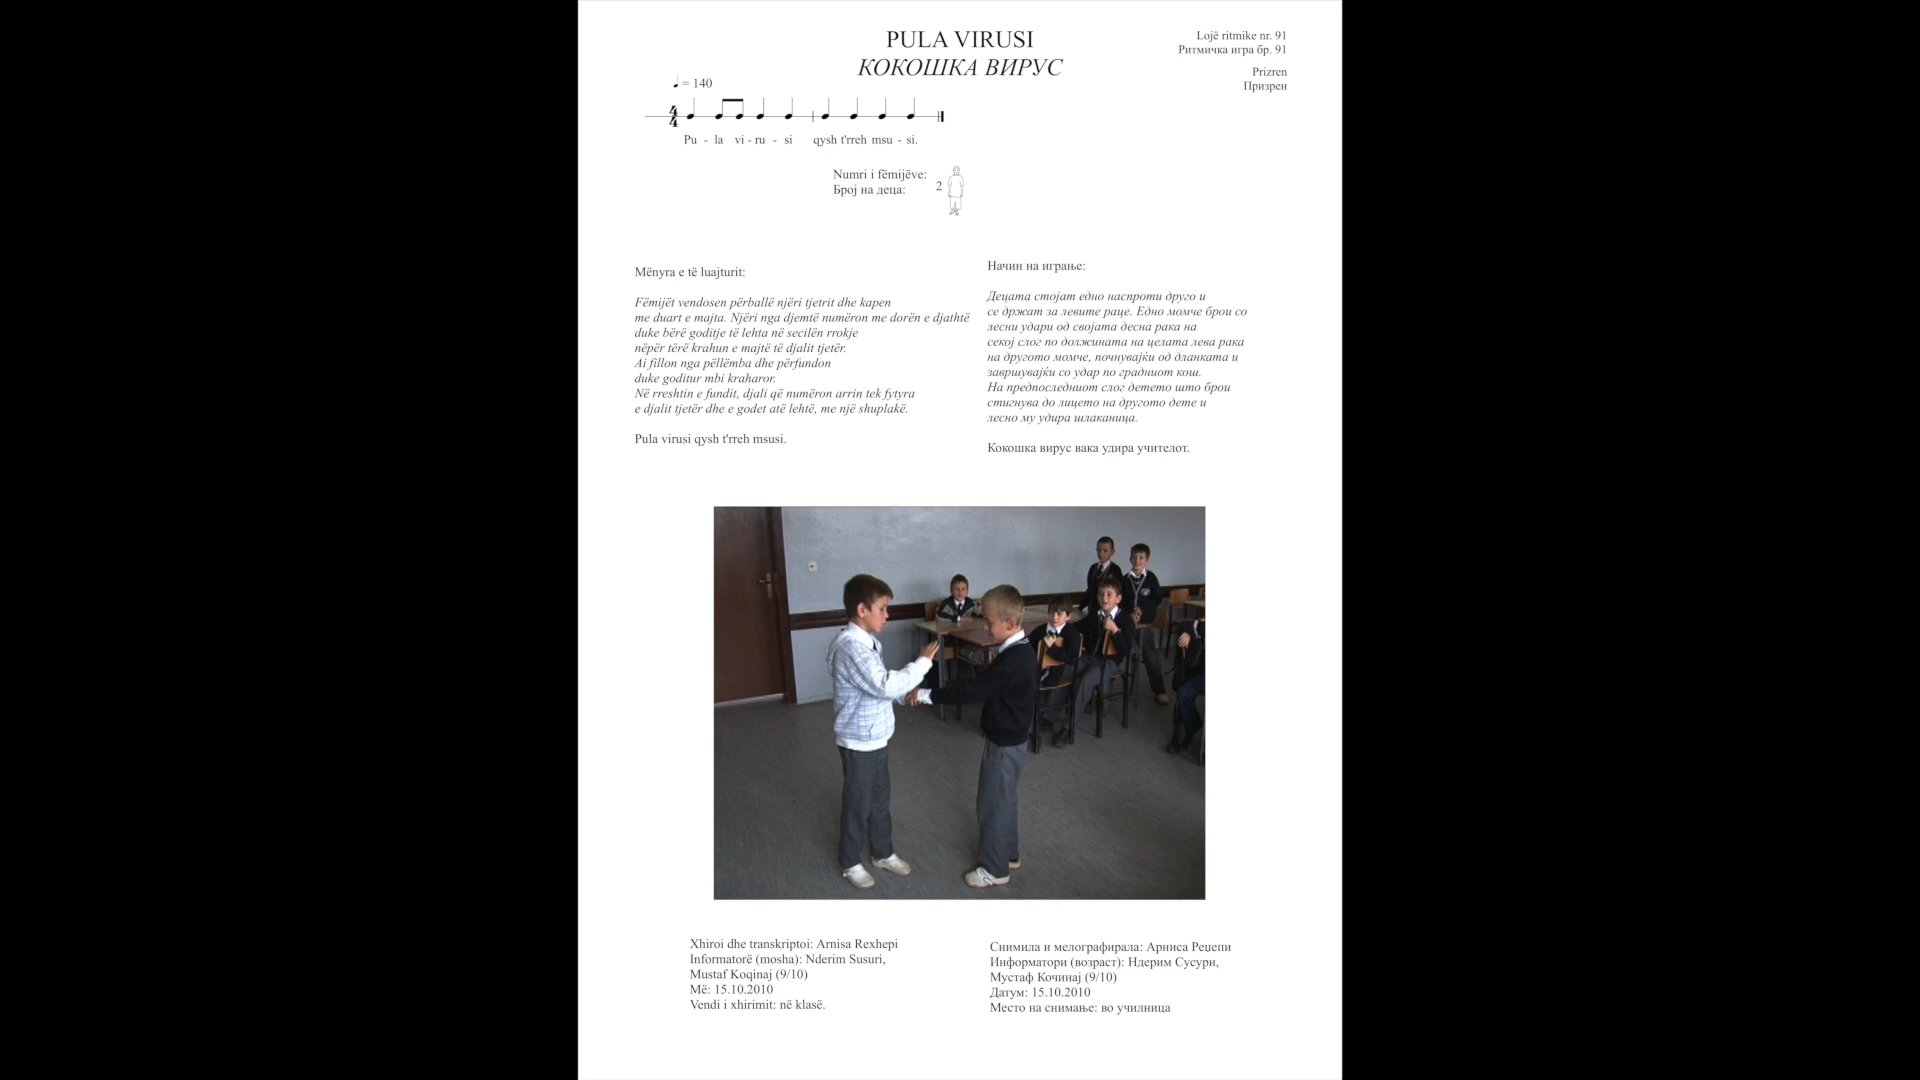 PULA VIRUSI
КОКОШКА ВИРУС
Lojë ritmike nr. 91
Ритмичка игра бр. 91
Prizren
Призрен
= 140
4
4
Pu - la vi - ru - si qysh t'rreh msu - si.
Numri i fëmijëve:
Број на деца:
2
Mënyra e të luajturit:
Fëmijët vendosen përballë njëri tjetrit dhe kapen
me duart e majta. Njëri nga djemtë numëron me dorën e djathtë
duke bërë goditje të lehta në secilën rrokje
nëpër tërë krahun e majtë të djalit tjetër.
Ai fillon nga pëllëmba dhe përfundon
duke goditur mbi kraharor.
Në rreshtin e fundit, djali që numëron arrin tek fytyra
e djalit tjetër dhe e godet atë lehtë, me një shuplakë.
Pula virusi qysh t'rreh msusi.
Начин на играње:
Децата стојат едно наспроти друго и
се држат за левите раце. Едно момче брои со
лесни удари од својата десна рака на
секој слог по должината на целата лева рака
на другото момче, почнувајќи од дланката и
завршувајќи со удар по градниот кош.
На предпоследниот слог детето што брои
стигнува до лицето на другото дете и
лесно му удира шлаканица.
Кокошка вирус вака удира учителот.
Xhiroi dhe transkriptoi: Arnisa Rexhepi
Informatorë (mosha): Nderim Susuri,
Mustaf Koqinaj (9/10)
Më: 15.10.2010
Vendi i xhirimit: në klasë.
Снимила и мелографирала: Арниса Реџепи
Информатори (возраст): Ндерим Сусури,
Мустаф Кочинај (9/10)
Датум: 15.10.2010
Место на снимање: во училница